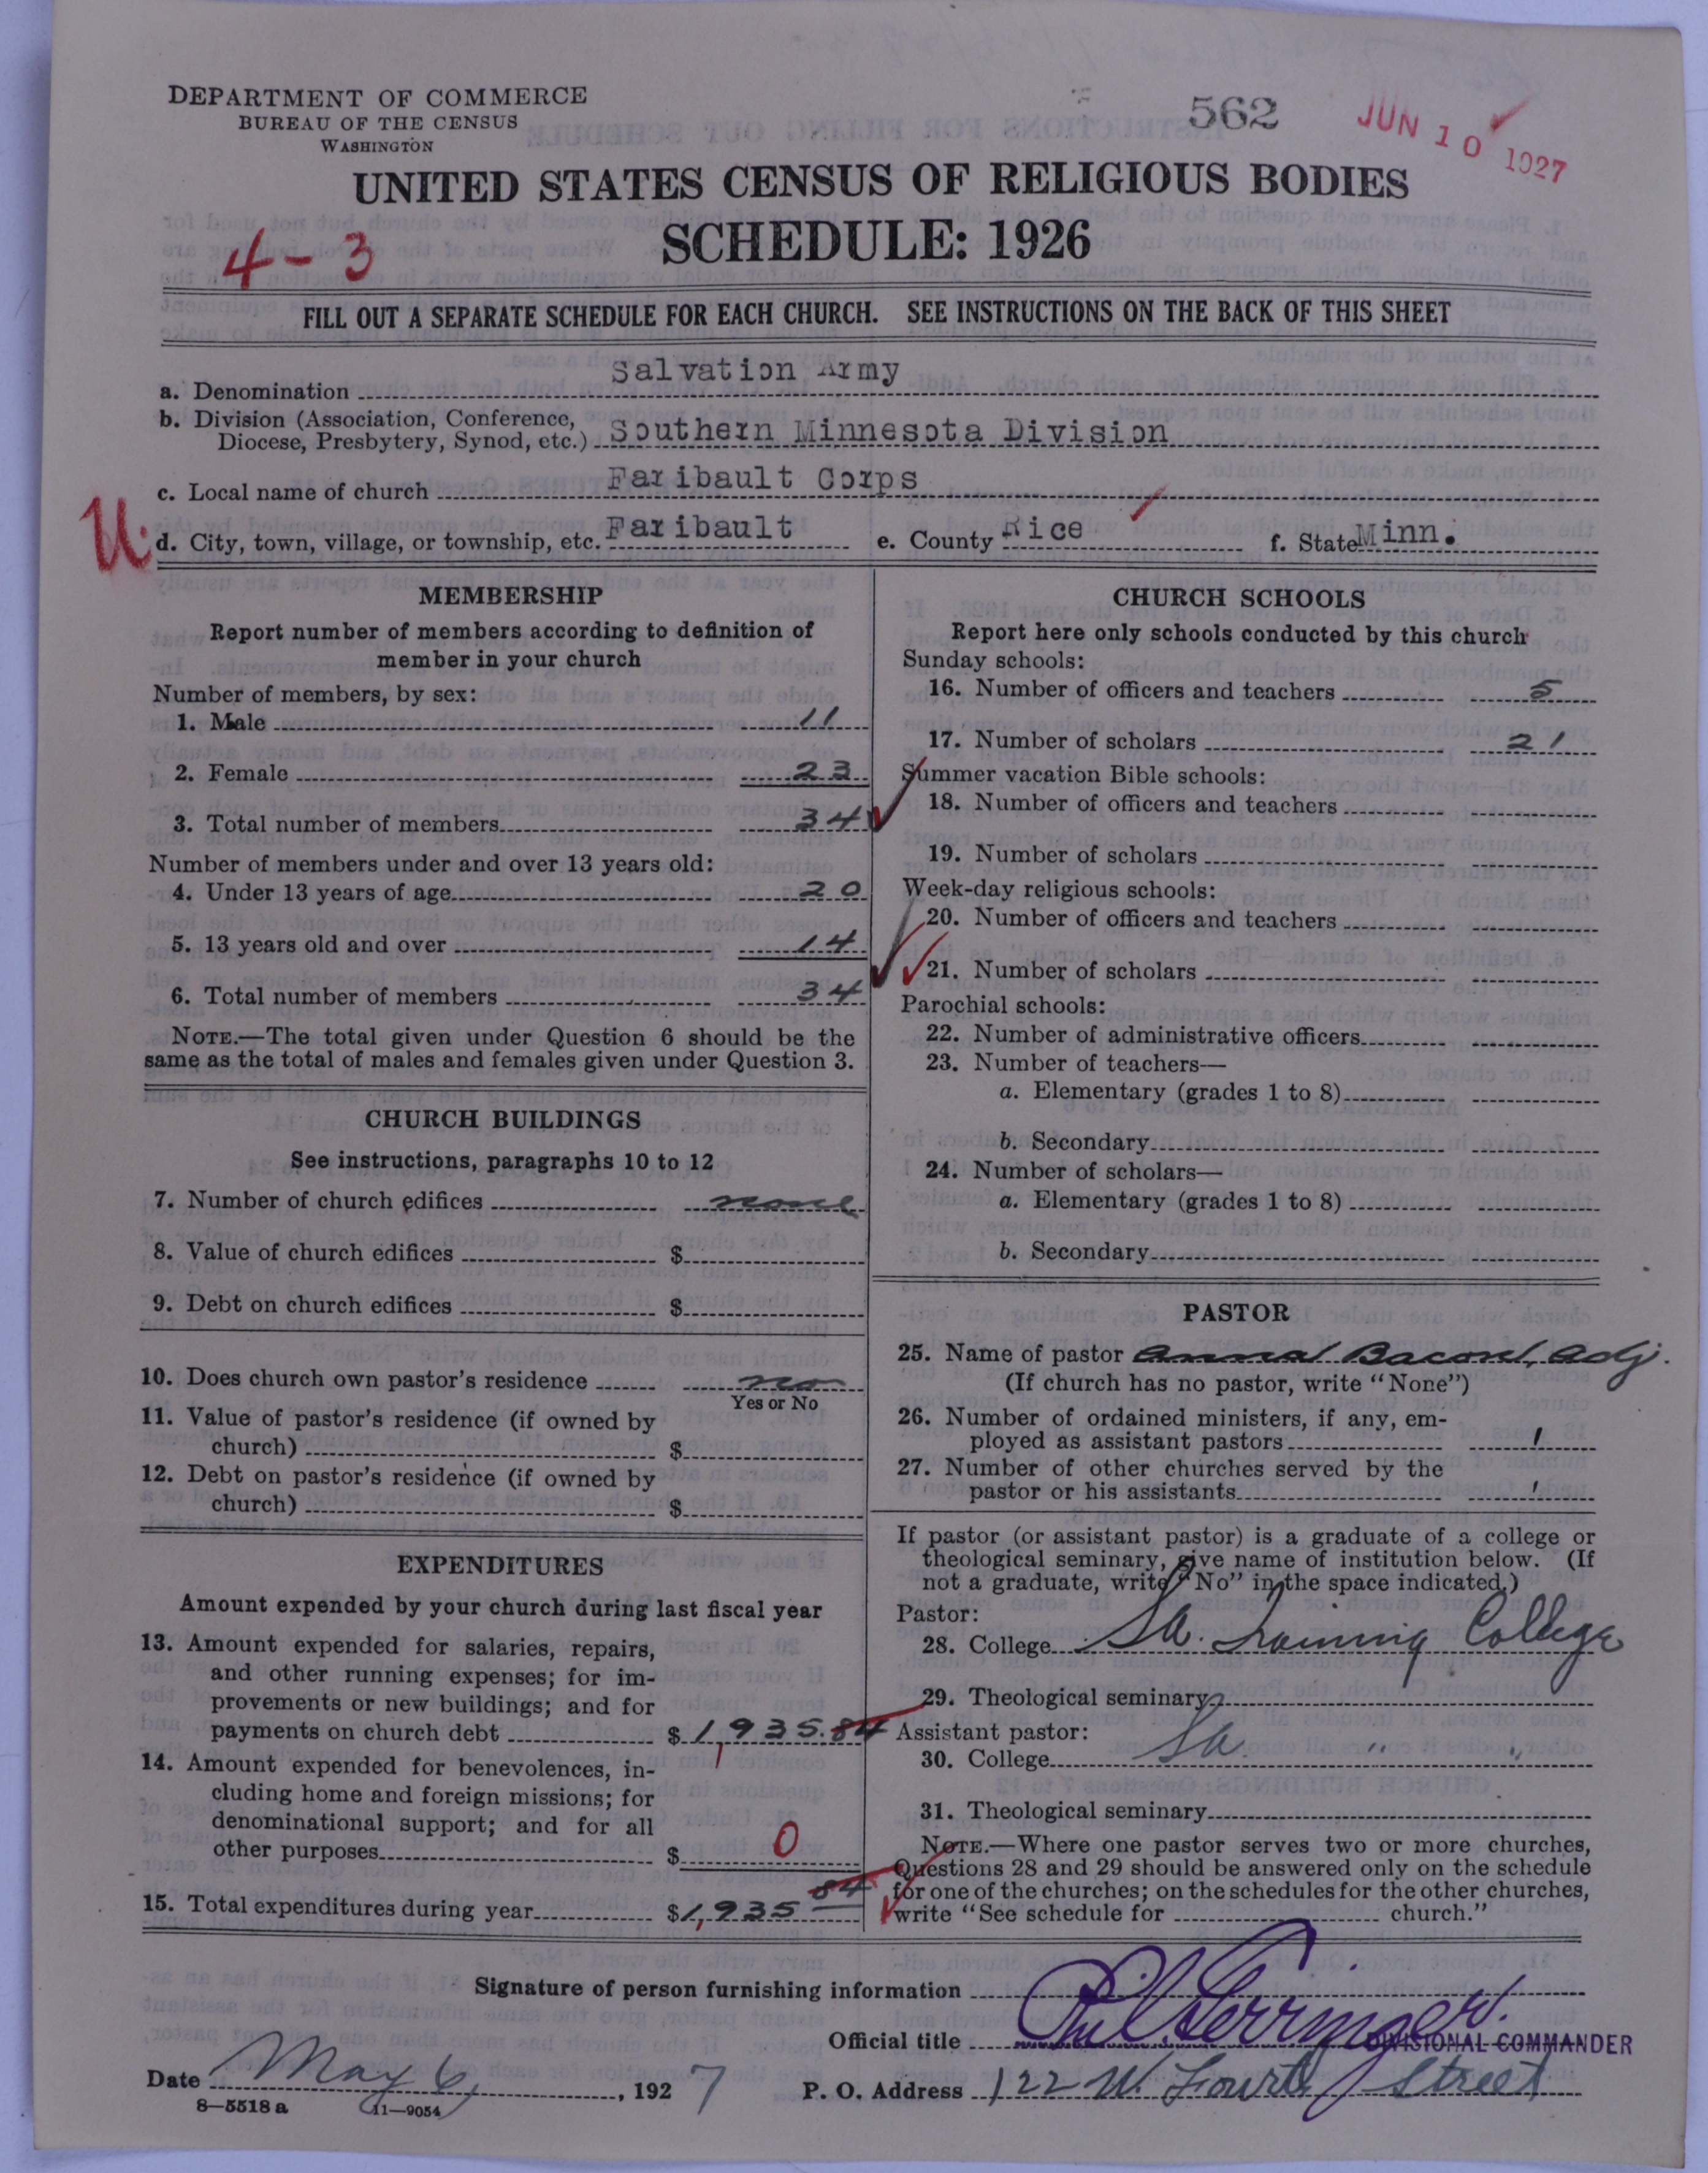 DEPARTMENT OF COMMERCE
BUREAU OF THE CENSUS
WASHINGTON
562
JUN 10 1927
UNITED STATES CENSUS OF RELIGIOUS BODIES
SCHEDULE: 1926
4-3
FILL OUT A SEPARATE SCHEDULE FOR EACH CHURCH. SEE INSTRUCTIONS ON THE BACK OF THIS SHEET
a. Denomination Salvation Army
b. Division (Association, Conference,
Diocese, Presbytery, Synod, etc.) Southern Minnesota Division
c. Local name of church Faribault Corps
U.
d. City, town, village, or township, etc. Faribault e. County Rice f. State Minn.
MEMBERSHIP
Report number of members according to definition of
member in your church
Number of members, by sex:
1. Male 11
2. Female 23
3. Total number of members 34
Number of members under and over 13 years old:
4. Under 13 years of age 20
5. 13 years old and over 14
6. Total number of members 34
NOTE.—The total given under Question 6 should be the
same as the total of males and females given under Question 3.
CHURCH BUILDINGS
See instructions, paragraphs 10 to 12
7. Number of church edifices none
8. Value of church edifices $
9. Debt on church edifices $
10. Does church own pastor's residence no
Yes or No
11. Value of pastor's residence (if owned by
church) $
12. Debt on pastor's residence (if owned by
church) $
EXPENDITURES
Amount expended by your church during last fiscal year
13. Amount expended for salaries, repairs,
and other running expenses; for im-
provements or new buildings; and for
payments on church debt $1,935.84
14. Amount expended for benevolences, in-
cluding home and foreign missions; for
denominational support; and for all
other purposes $ 0
15. Total expenditures during year $1,935 84
CHURCH SCHOOLS
Report here only schools conducted by this church
Sunday schools:
16. Number of officers and teachers 5
17. Number of scholars 21
Summer vacation Bible schools:
18. Number of officers and teachers
19. Number of scholars
Week-day religious schools:
20. Number of officers and teachers
21. Number of scholars
Parochial schools:
22. Number of administrative officers
23. Number of teachers—
a. Elementary (grades 1 to 8)
b. Secondary
24. Number of scholars—
a. Elementary (grades 1 to 8)
b. Secondary
PASTOR
25. Name of pastor Anna Bacon, Adj.
(If church has no pastor, write "None")
26. Number of ordained ministers, if any, em-
ployed as assistant pastors 1
27. Number of other churches served by the
pastor or his assistants 1
If pastor (or assistant pastor) is a graduate of a college or
theological seminary, give name of institution below. (If
not a graduate, write "No" in the space indicated.)
Pastor:
28. College SA. Training College
29. Theological seminary
Assistant pastor:
30. College SA. " "
31. Theological seminary
NOTE.—Where one pastor serves two or more churches,
Questions 28 and 29 should be answered only on the schedule
for one of the churches; on the schedules for the other churches,
write "See schedule for church."
Signature of person furnishing information
Official title DIVISIONAL COMMANDER
Date May 6, 1927 P. O. Address 122 W. Fourth Street
8—5518 a 11—9054